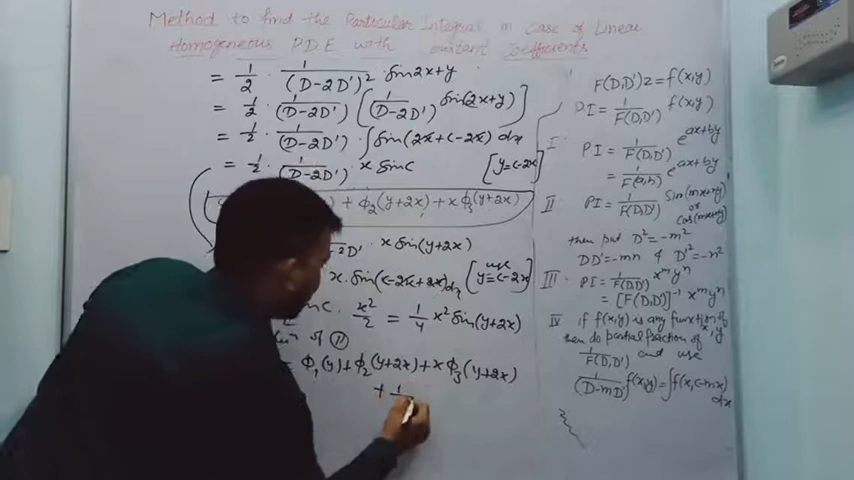 Method to find the Particular Integral in case of Linear
Homogeneous PDE with constant Coefficients
= 1/2 · 1/(D-2D')² Sin2x+y
= 1/2 · 1/(D-2D') [1/(D-2D') Sin(2x+y)]
= 1/2 · 1/(D-2D') ∫ Sin(2x+c-2x) dx
= 1/2 · 1/(D-2D') x Sin c [y=c-2x]
+ ϕ₂(y+2x) + xϕ₃(y+2x)
-2D' · x Sin(y+2x)
x · Sin(c-2x+2x) dx [use y=c-2x]
c · x²/2 = 1/4 x² Sin(y+2x)
of II
= ϕ₁(y) + ϕ₂(y+2x) + xϕ₃(y+2x)
+ 1
F(D,D')z = f(x,y)
PI = 1/F(D,D') f(x,y)
I PI = 1/F(D,D') e^(ax+by)
= 1/F(a,b) e^(ax+by)
II PI = 1/F(D,D') Sin(mx+ny) or cos(mx+ny)
then put D² = -m²
DD' = -mn & D'² = -n²
III PI = 1/F(D,D') x^m y^n
= [F(D,D')]⁻¹ x^m y^n
IV if f(x,y) is any function of x,y
then do partial fraction of
1/F(D,D') and use
1/(D-mD') f(x,y) = ∫f(x,c-mx) dx